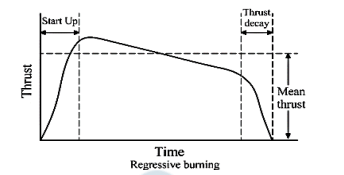 Start Up
Thrust
decay
Thrust
Mean
thrust
Time
Regressive burning